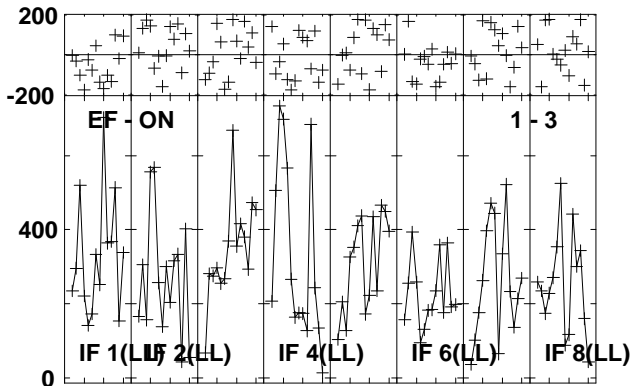 200
0
-200
EF - ON 1 - 3
400
IF 1(LL) IF 2(LL) IF 4(LL) IF 6(LL) IF 8(LL)
0